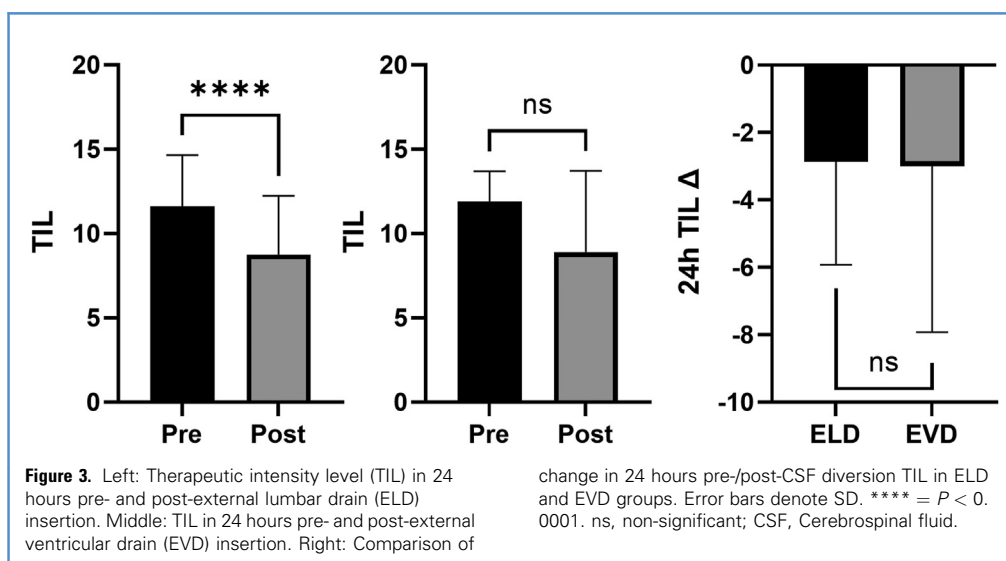 20
15
10
5
0
TIL
****
Pre
Post
20
15
10
5
0
TIL
ns
Pre
Post
0
-2
-4
-6
-8
-10
24h TIL Δ
ns
ELD
EVD
Figure 3. Left: Therapeutic intensity level (TIL) in 24
hours pre- and post-external lumbar drain (ELD)
insertion. Middle: TIL in 24 hours pre- and post-external
ventricular drain (EVD) insertion. Right: Comparison of
change in 24 hours pre-/post-CSF diversion TIL in ELD
and EVD groups. Error bars denote SD. **** = P < 0.
0001. ns, non-significant; CSF, Cerebrospinal fluid.